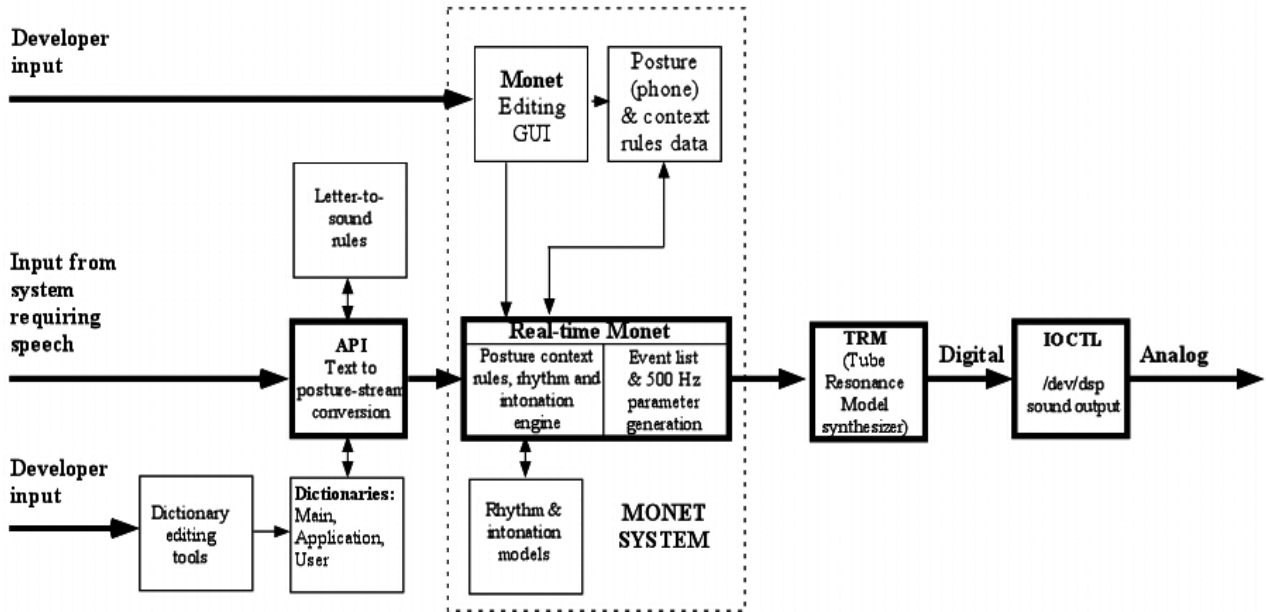 Developer
input
Monet
Editing
GUI
Posture
(phone)
& context
rules data
Letter-to-
sound
rules
Input from
system
requiring
speech
API
Text to
posture-stream
conversion
Real-time Monet
Posture context
rules, rhythm and
intonation
engine
Event list
& 500 Hz
parameter
generation
TRM
(Tube
Resonance
Model
synthesizer)
Digital
IOCTL
/dev/dsp
sound output
Analog
Developer
input
Dictionary
editing
tools
Dictionaries:
Main,
Application,
User
Rhythm &
intonation
models
MONET
SYSTEM